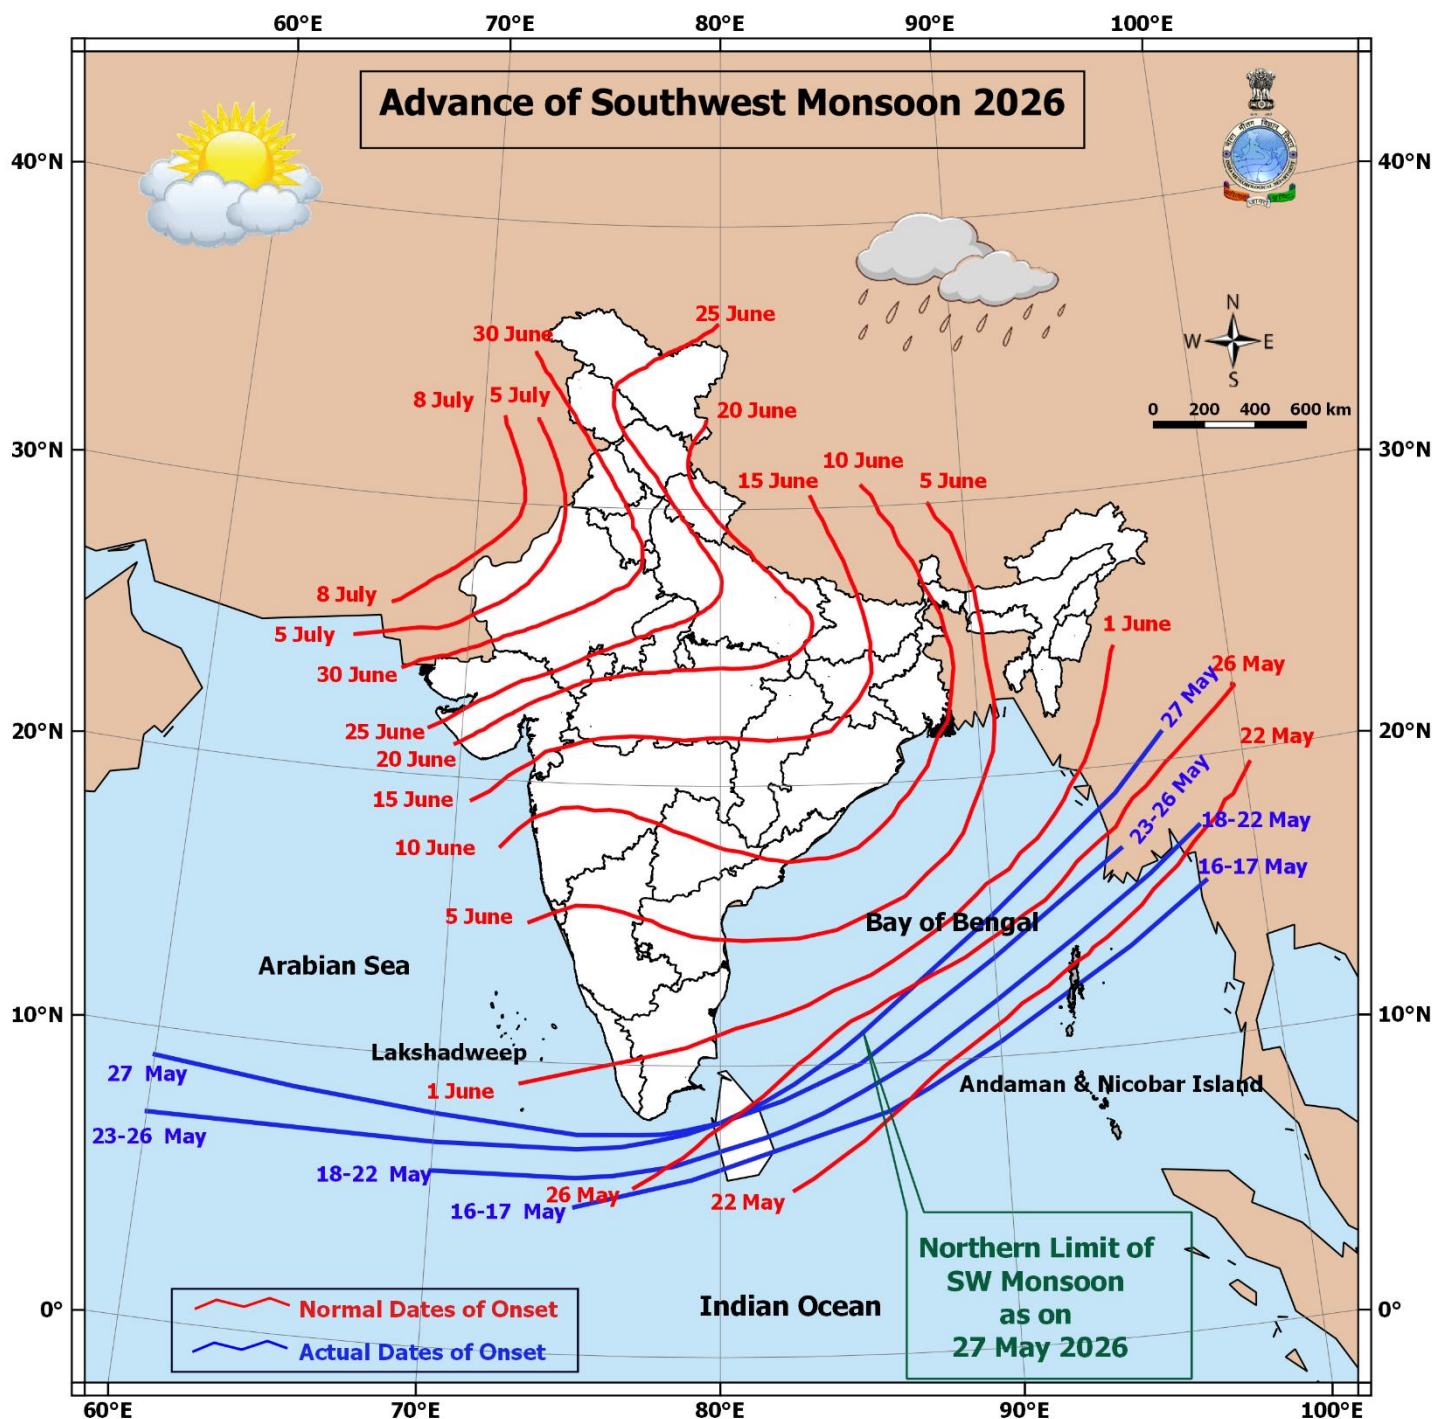 60°E 70°E 80°E 90°E 100°E
Advance of Southwest Monsoon 2026
40°N 40°N
N
W E
S
25 June
30 June
8 July 5 July
20 June
0 200 400 600 km
30°N 30°N
10 June
15 June 5 June
8 July
5 July
1 June
30 June
26 May
27 May
20°N 20°N
25 June
22 May
20 June
23-26 May
15 June
18-22 May
10 June
16-17 May
5 June
Bay of Bengal
Arabian Sea
10°N 10°N
Lakshadweep
27 May
1 June
Andaman & Nicobar Island
23-26 May
18-22 May
26 May
22 May
16-17 May
Northern Limit of
SW Monsoon
as on
27 May 2026
0° 0°
Indian Ocean
Normal Dates of Onset
Actual Dates of Onset
60°E 70°E 80°E 90°E 100°E